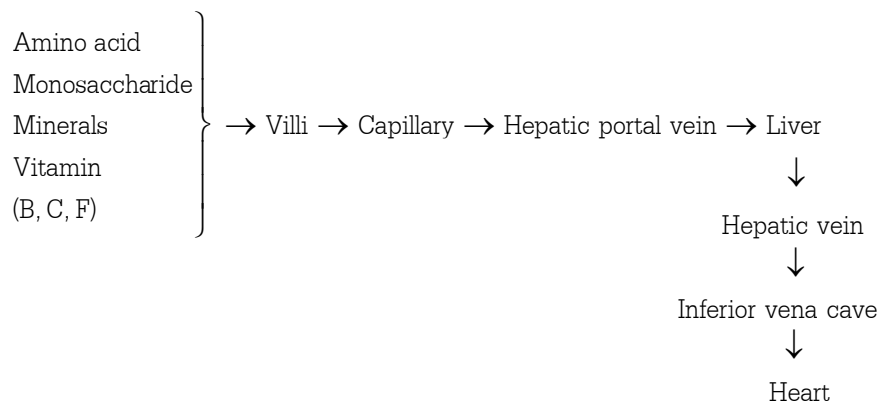 Amino acid
Monosaccharide
Minerals
Vitamin
(B, C, F)
→ Villi → Capillary → Hepatic portal vein → Liver
↓
Hepatic vein
↓
Inferior vena cave
↓
Heart